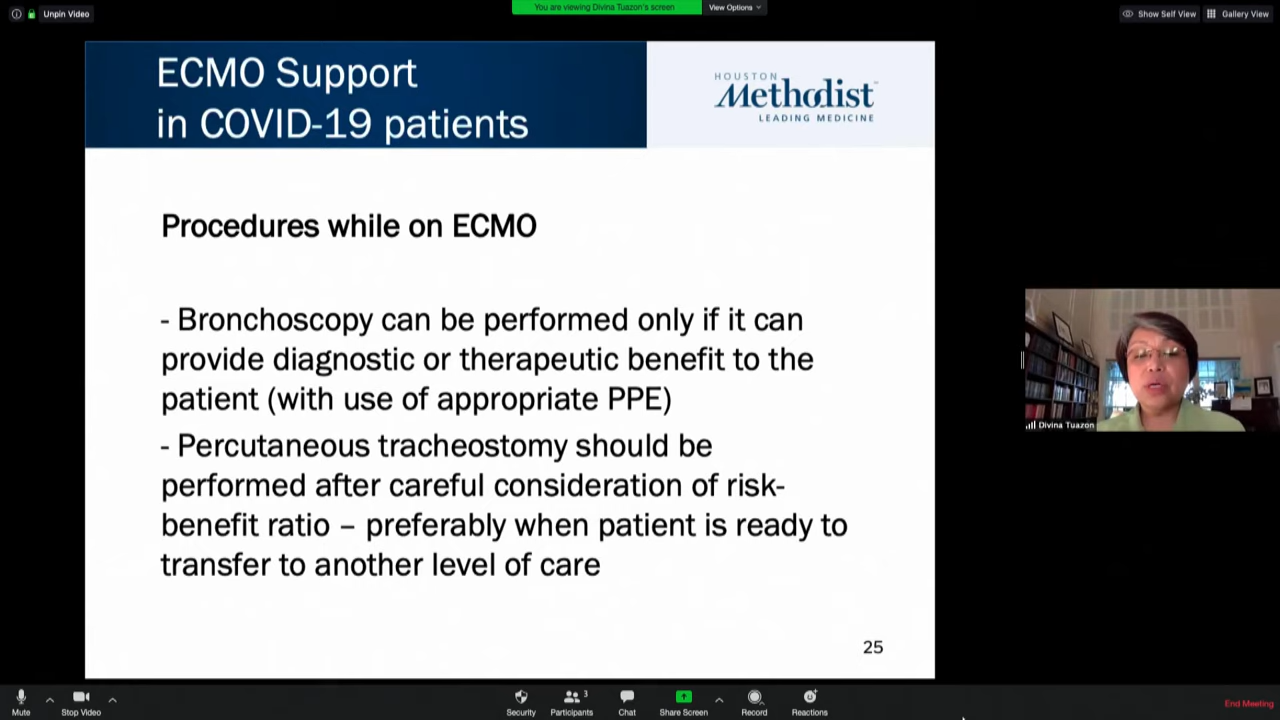 Unpin Video
You are viewing Divina Tuazon's screen
View Options
Show Self View
Gallery View
ECMO Support
in COVID-19 patients
HOUSTON
Methodist
LEADING MEDICINE
Procedures while on ECMO
- Bronchoscopy can be performed only if it can
provide diagnostic or therapeutic benefit to the
patient (with use of appropriate PPE)
- Percutaneous tracheostomy should be
performed after careful consideration of risk-
benefit ratio – preferably when patient is ready to
transfer to another level of care
25
Divina Tuazon
Mute
Stop Video
Security
Participants
3
Chat
Share Screen
Record
Reactions
End Meeting